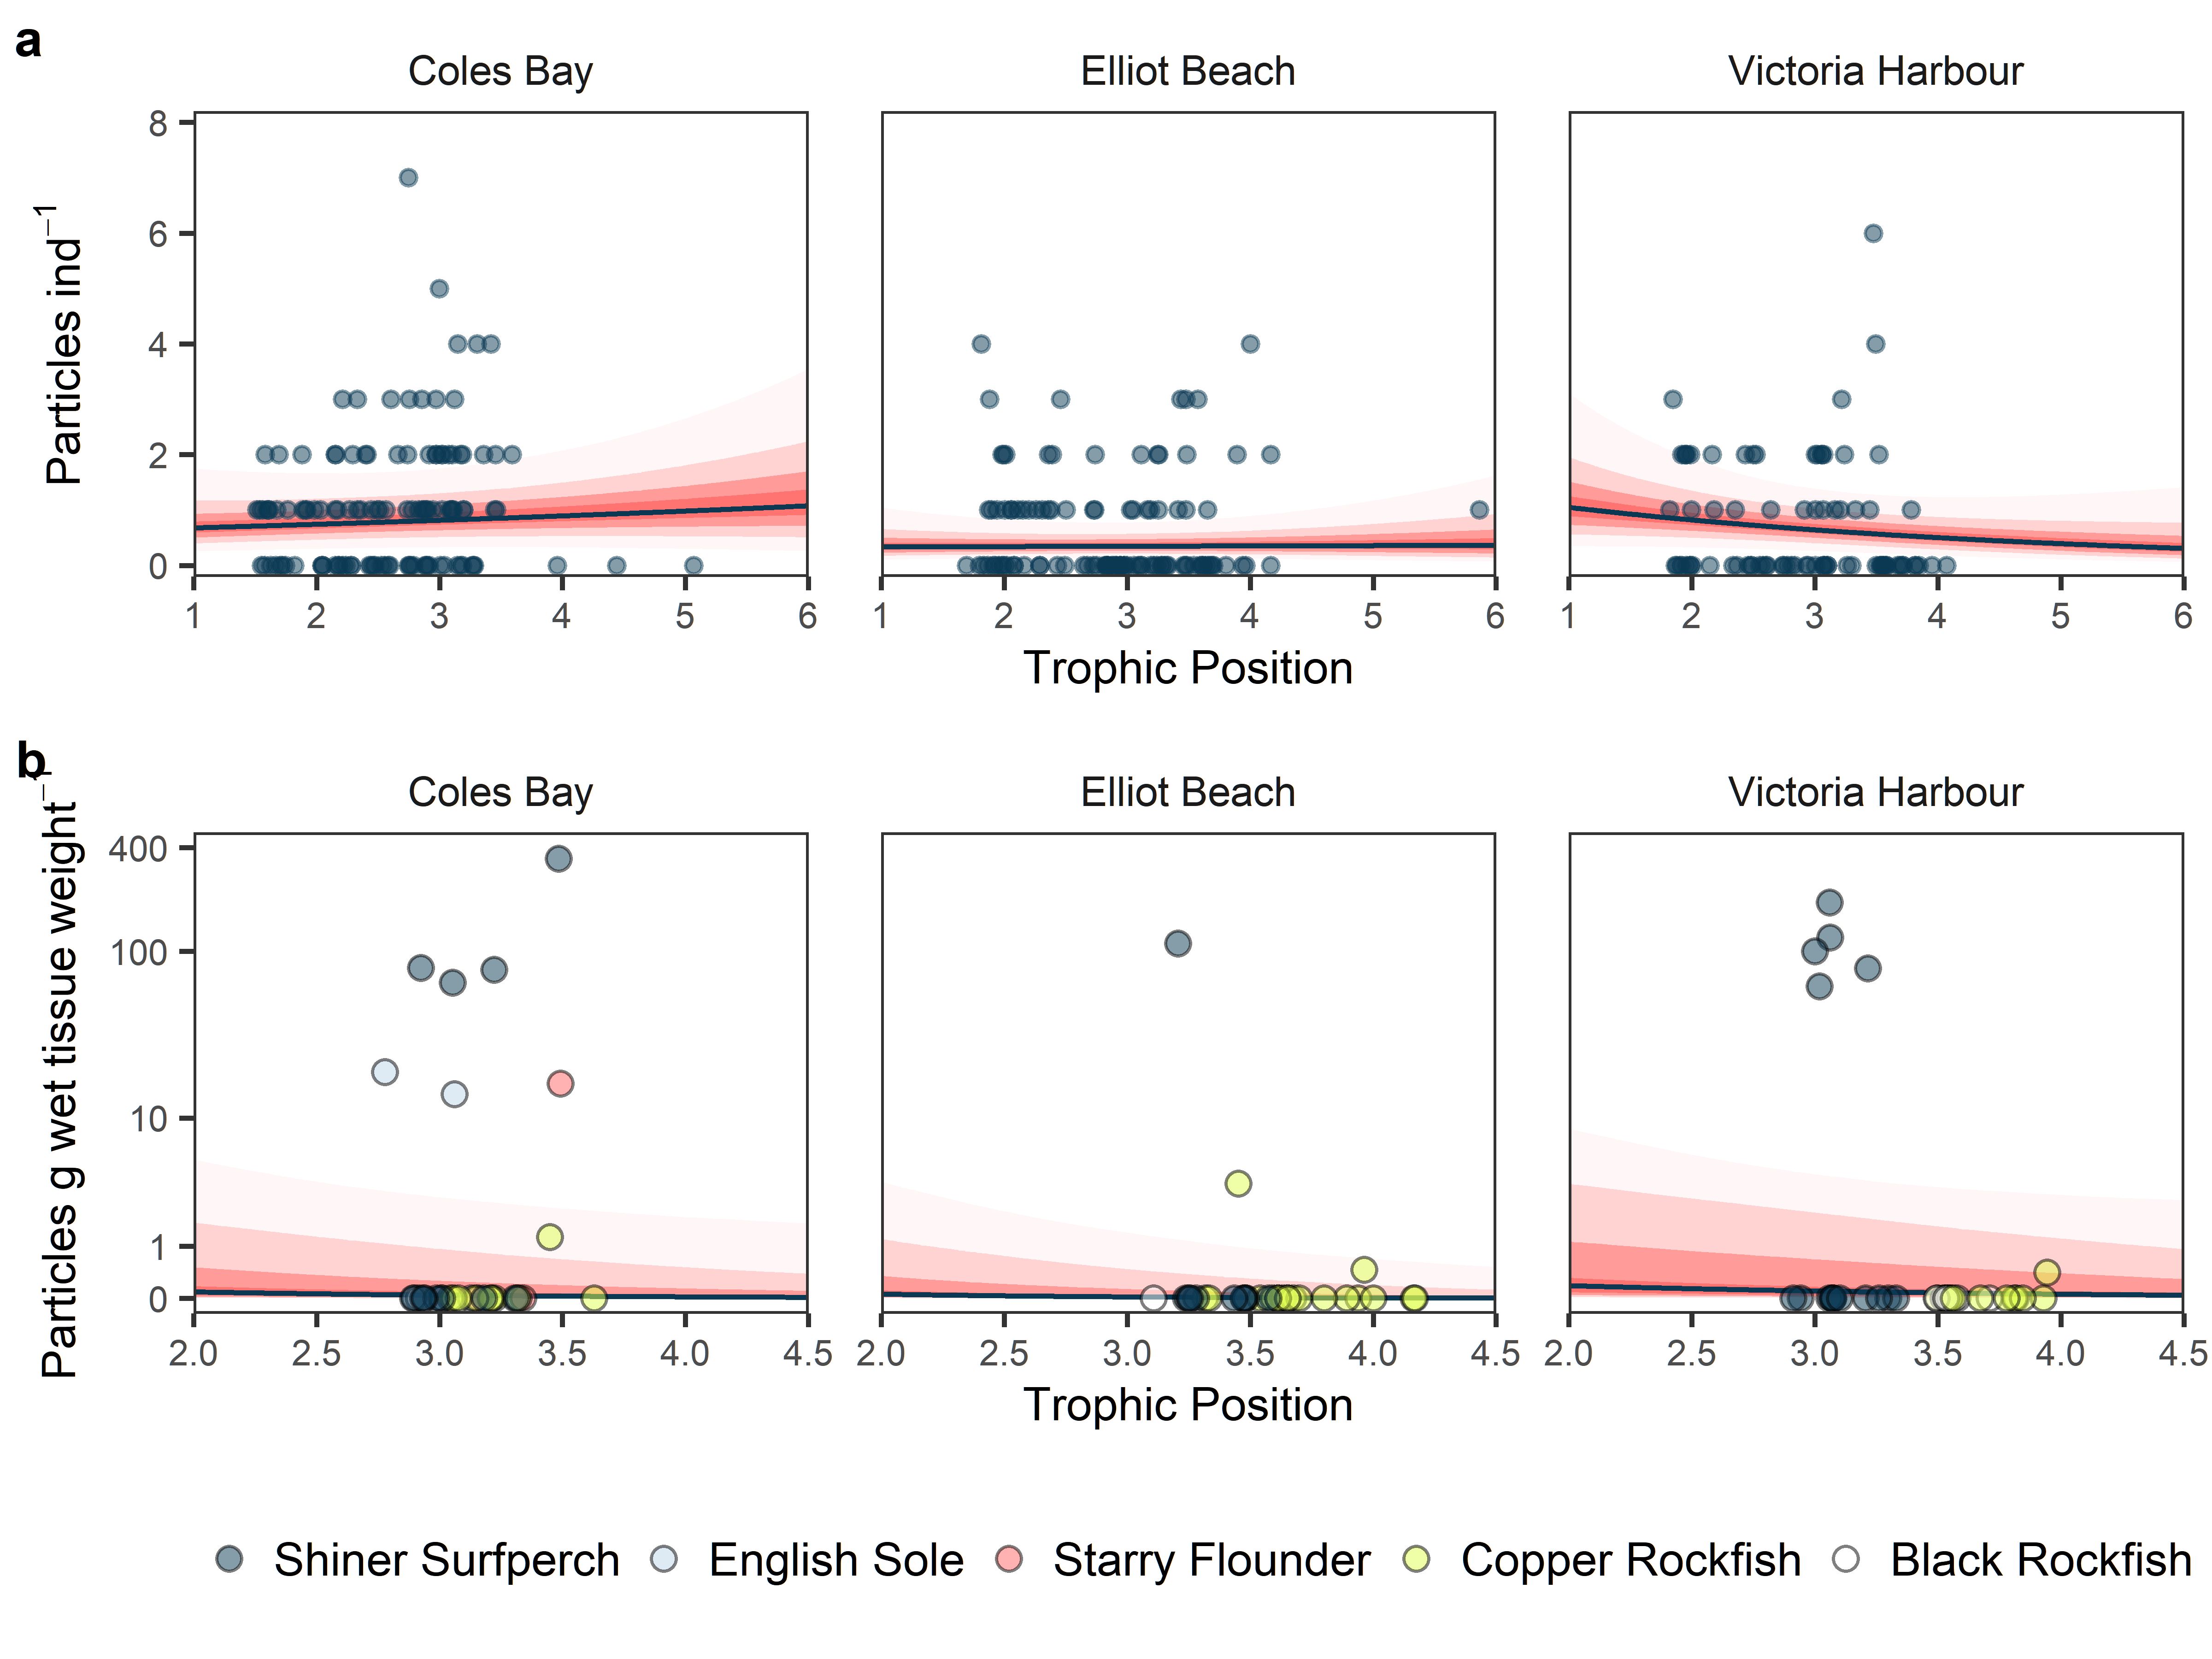 a
Coles Bay Elliot Beach Victoria Harbour
Particles ind⁻¹
8
6
4
2
0
1 2 3 4 5 6 1 2 3 4 5 6 1 2 3 4 5 6
Trophic Position
b
Coles Bay Elliot Beach Victoria Harbour
Particles g wet tissue weight⁻¹
400
100
10
1
0
2.0 2.5 3.0 3.5 4.0 4.5 2.0 2.5 3.0 3.5 4.0 4.5 2.0 2.5 3.0 3.5 4.0 4.5
Trophic Position
Shiner Surfperch English Sole Starry Flounder Copper Rockfish Black Rockfish